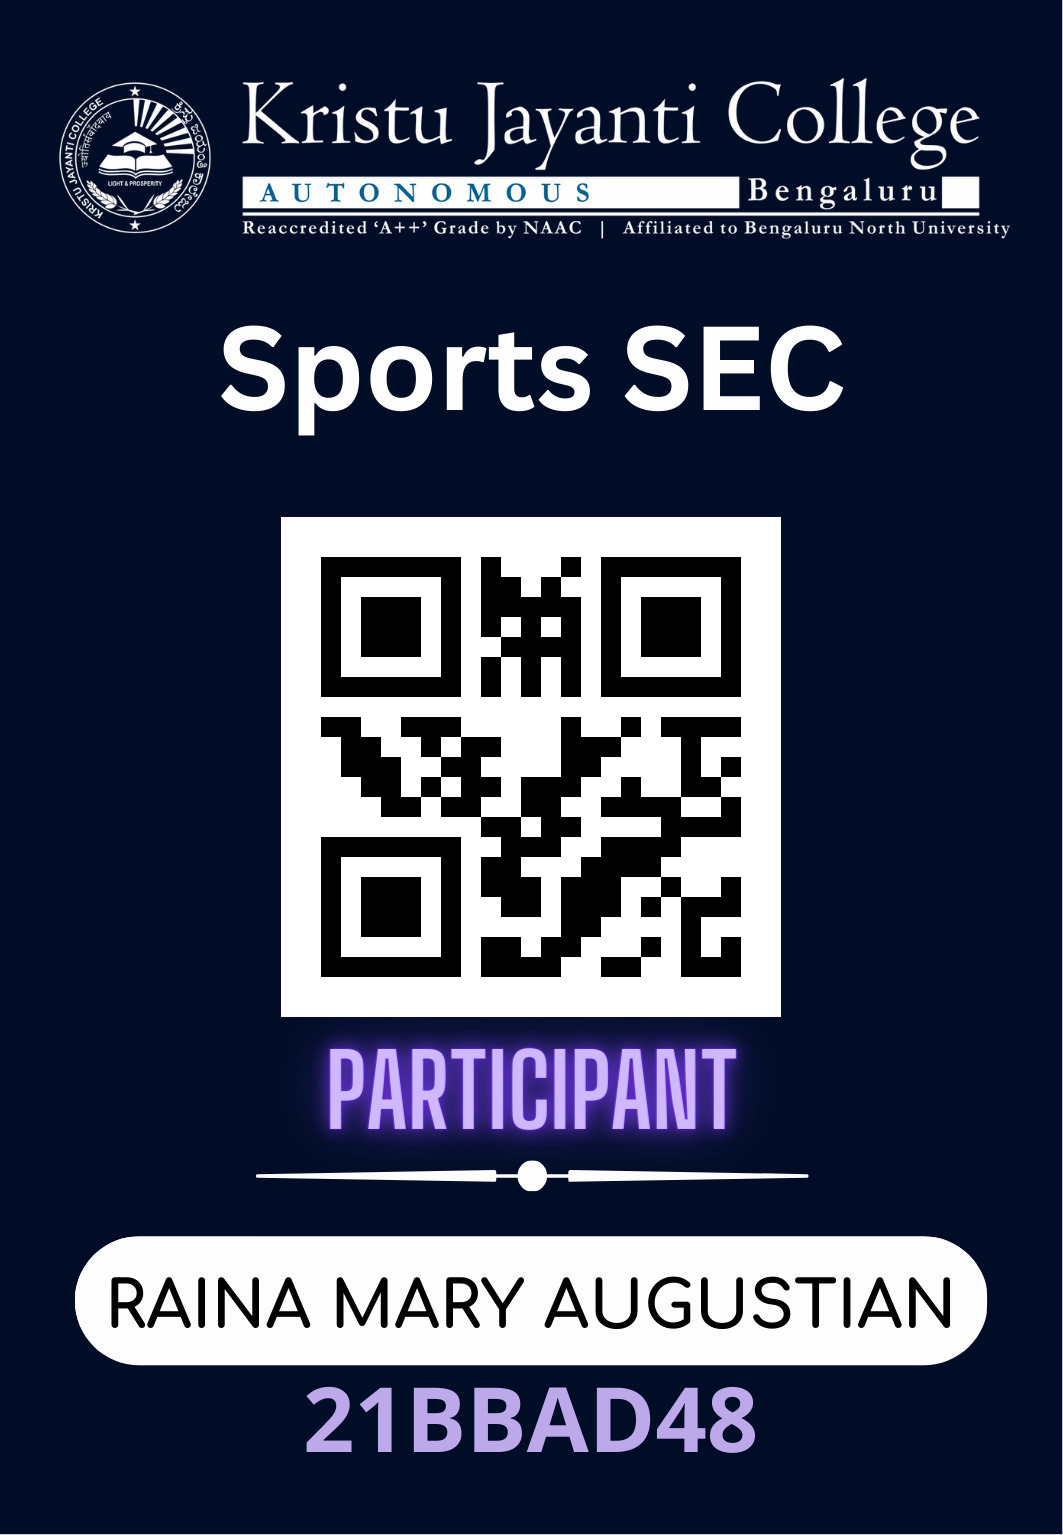 KRISTU JAYANTI COLLEGE
ಕ್ರಿಸ್ತು ಜಯಂತಿ ಕಾಲೇಜು
LIGHT & PROSPERITY
Kristu Jayanti College
AUTONOMOUS Bengaluru
Reaccredited ‘A++’ Grade by NAAC | Affiliated to Bengaluru North University
Sports SEC
PARTICIPANT
RAINA MARY AUGUSTIAN
21BBAD48